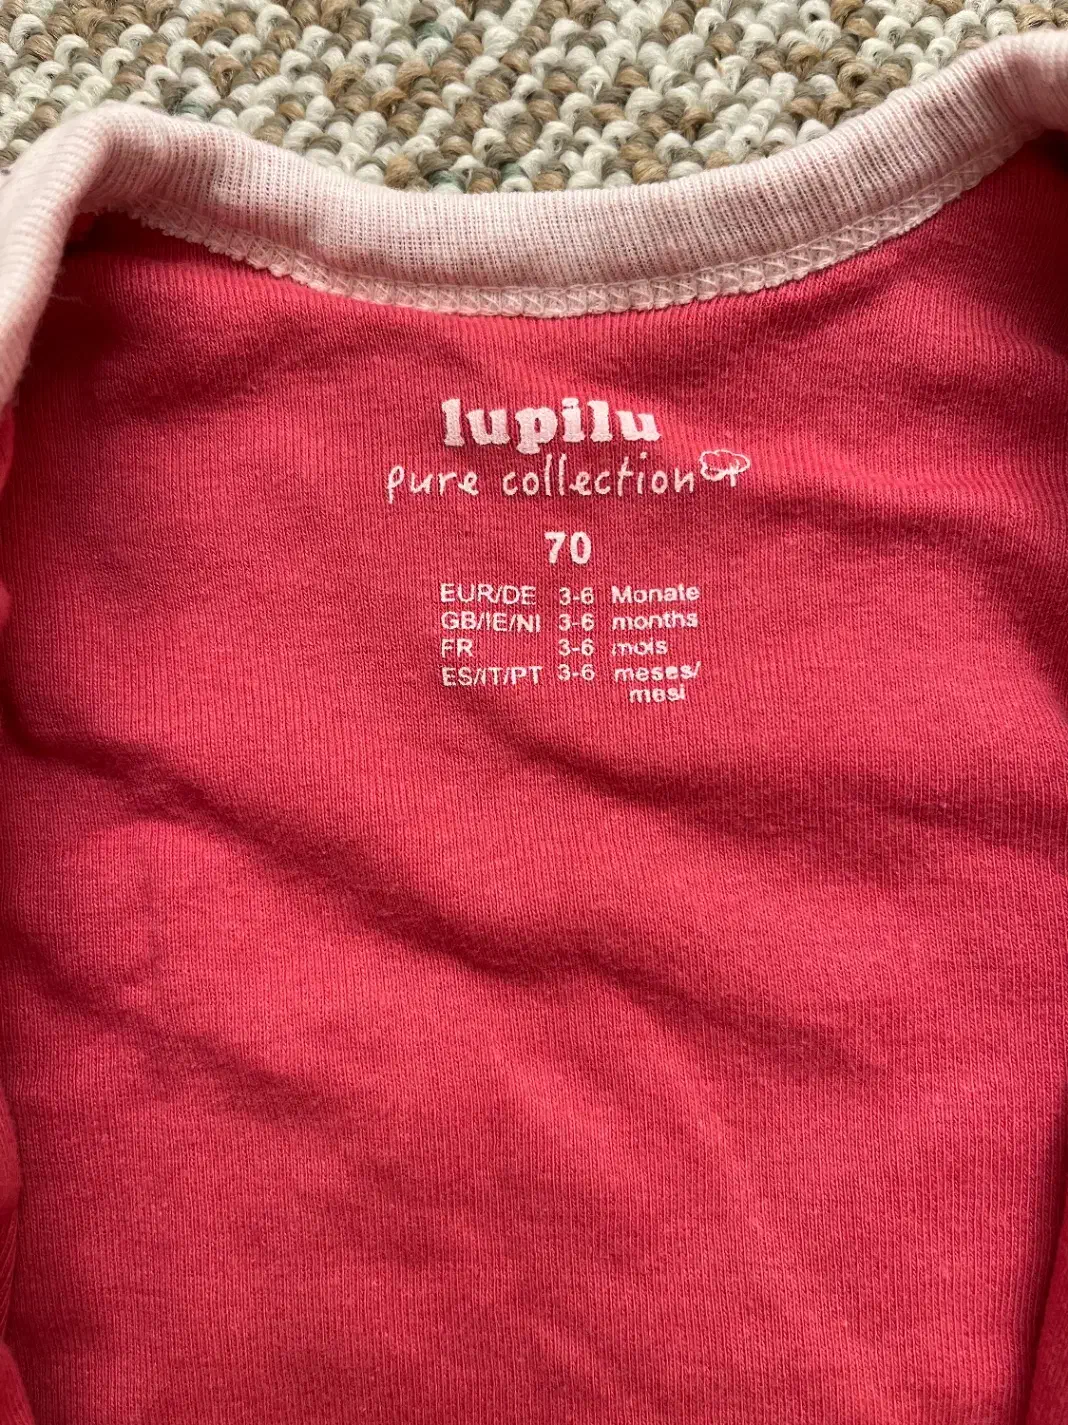 lupilu
pure collection
70
EUR/DE 3-6 Monate
GB/IE/NI 3-6 months
FR 3-6 mois
ES/IT/PT 3-6 meses/
mesi